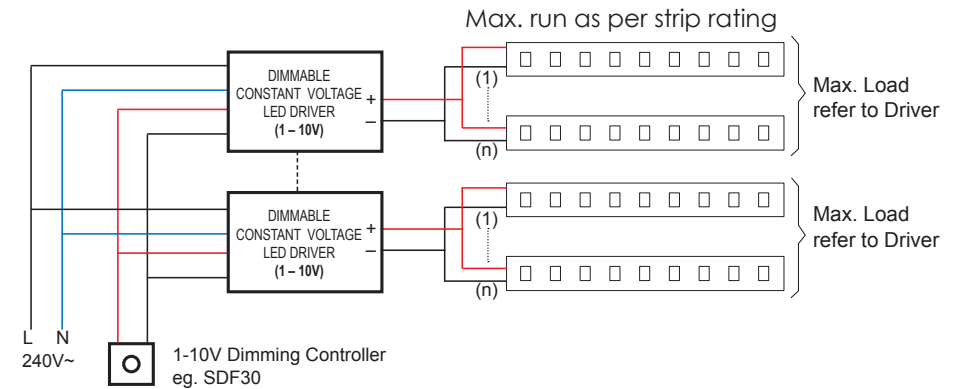 Max. run as per strip rating
DIMMABLE
CONSTANT VOLTAGE
LED DRIVER
(1 – 10V)
+
–
(1)
(n)
Max. Load
refer to Driver
DIMMABLE
CONSTANT VOLTAGE
LED DRIVER
(1 – 10V)
+
–
(1)
(n)
Max. Load
refer to Driver
L N
240V~
1-10V Dimming Controller
eg. SDF30